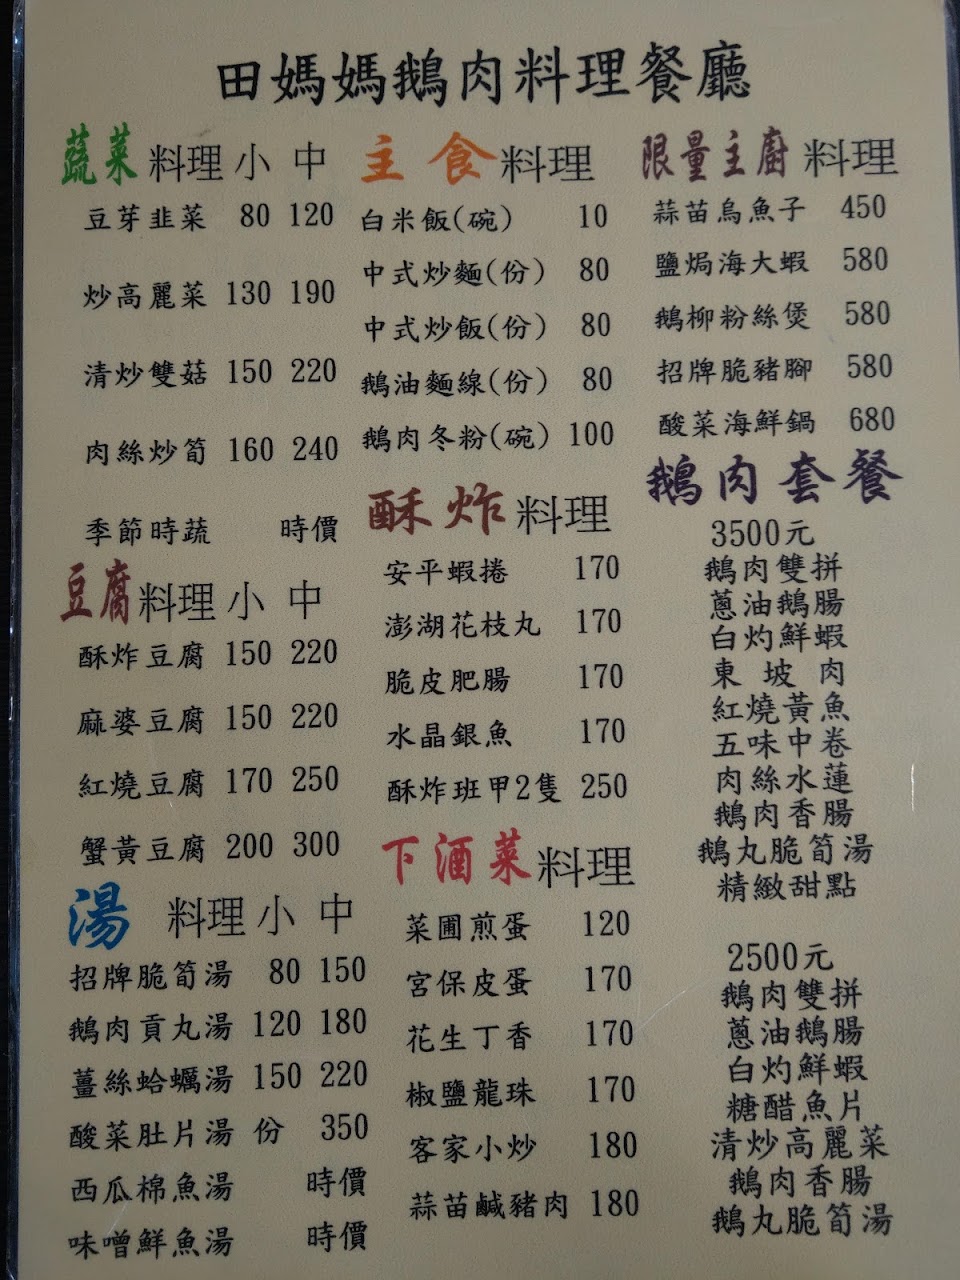 田媽媽鵝肉料理餐廳
蔬菜料理 小 中
豆芽韭菜 80 120
炒高麗菜 130 190
清炒雙菇 150 220
肉絲炒筍 160 240
季節時蔬 時價
豆腐料理 小 中
酥炸豆腐 150 220
麻婆豆腐 150 220
紅燒豆腐 170 250
蟹黃豆腐 200 300
湯 料理 小 中
招牌脆筍湯 80 150
鵝肉貢丸湯 120 180
薑絲蛤蠣湯 150 220
酸菜肚片湯 份 350
西瓜棉魚湯 時價
味噌鮮魚湯 時價
主食料理
白米飯(碗) 10
中式炒麵(份) 80
中式炒飯(份) 80
鵝油麵線(份) 80
鵝肉冬粉(碗) 100
酥炸料理
安平蝦捲 170
澎湖花枝丸 170
脆皮肥腸 170
水晶銀魚 170
酥炸班甲2隻 250
下酒菜料理
菜圃煎蛋 120
宮保皮蛋 170
花生丁香 170
椒鹽龍珠 170
客家小炒 180
蒜苗鹹豬肉 180
限量主廚料理
蒜苗烏魚子 450
鹽焗海大蝦 580
鵝柳粉絲煲 580
招牌脆豬腳 580
酸菜海鮮鍋 680
鵝肉套餐
3500元
鵝肉雙拼
蔥油鵝腸
白灼鮮蝦
東坡肉
紅燒黃魚
五味中卷
肉絲水蓮
鵝肉香腸
鵝丸脆筍湯
精緻甜點
2500元
鵝肉雙拼
蔥油鵝腸
白灼鮮蝦
糖醋魚片
清炒高麗菜
鵝肉香腸
鵝丸脆筍湯